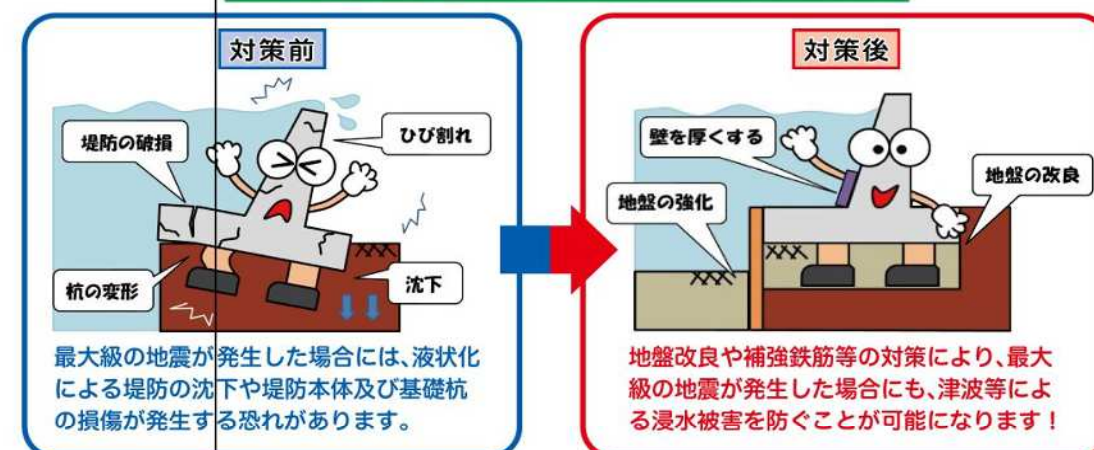 対策前
堤防の破損
ひび割れ
杭の変形
沈下
最大級の地震が発生した場合には、液状化
による堤防の沈下や堤防本体及び基礎杭
の損傷が発生する恐れがあります。
対策後
壁を厚くする
地盤の強化
地盤の改良
地盤改良や補強鉄筋等の対策により、最大
級の地震が発生した場合にも、津波等によ
る浸水被害を防ぐことが可能になります！